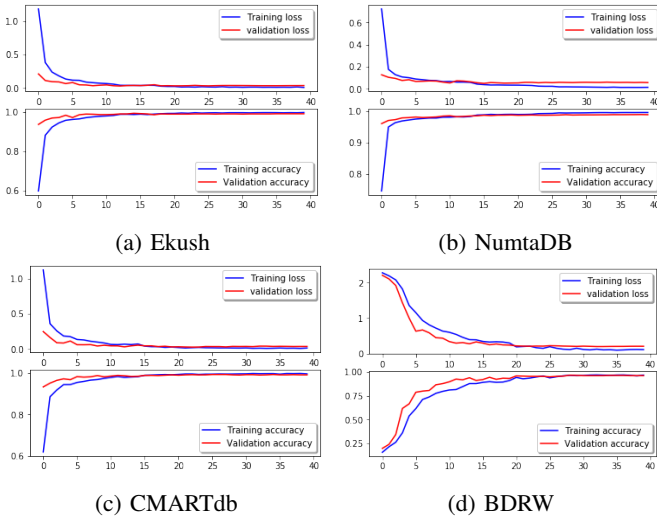 Training loss
validation loss
1.0
0.5
0.0
0 5 10 15 20 25 30 35 40
1.0
0.8
0.6
Training accuracy
Validation accuracy
0 5 10 15 20 25 30 35 40
(a) Ekush
Training loss
validation loss
0.6
0.4
0.2
0.0
0 5 10 15 20 25 30 35 40
1.0
0.9
0.8
Training accuracy
Validation accuracy
0 5 10 15 20 25 30 35 40
(b) NumtaDB
Training loss
validation loss
1.0
0.5
0.0
0 5 10 15 20 25 30 35 40
1.0
0.8
0.6
Training accuracy
Validation accuracy
0 5 10 15 20 25 30 35 40
(c) CMARTdb
Training loss
validation loss
2
1
0
0 5 10 15 20 25 30 35 40
1.00
0.75
0.50
0.25
Training accuracy
Validation accuracy
0 5 10 15 20 25 30 35 40
(d) BDRW